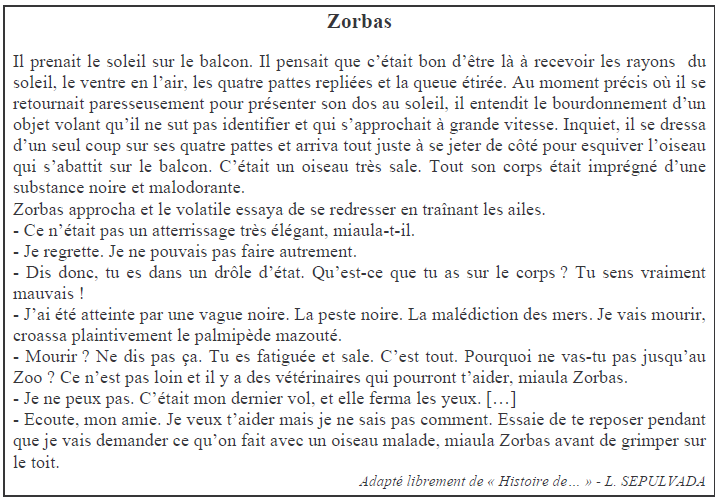 Zorbas
Il prenait le soleil sur le balcon. Il pensait que c’était bon d’être là à recevoir les rayons du
soleil, le ventre en l’air, les quatre pattes repliées et la queue étirée. Au moment précis où il se
retournait paresseusement pour présenter son dos au soleil, il entendit le bourdonnement d’un
objet volant qu’il ne sut pas identifier et qui s’approchait à grande vitesse. Inquiet, il se dressa
d’un seul coup sur ses quatre pattes et arriva tout juste à se jeter de côté pour esquiver l’oiseau
qui s’abattit sur le balcon. C’était un oiseau très sale. Tout son corps était imprégné d’une
substance noire et malodorante.
Zorbas approcha et le volatile essaya de se redresser en traînant les ailes.
- Ce n’était pas un atterrissage très élégant, miaula-t-il.
- Je regrette. Je ne pouvais pas faire autrement.
- Dis donc, tu es dans un drôle d’état. Qu’est-ce que tu as sur le corps ? Tu sens vraiment
mauvais !
- J’ai été atteinte par une vague noire. La peste noire. La malédiction des mers. Je vais mourir,
croassa plaintivement le palmipède mazouté.
- Mourir ? Ne dis pas ça. Tu es fatiguée et sale. C’est tout. Pourquoi ne vas-tu pas jusqu’au
Zoo ? Ce n’est pas loin et il y a des vétérinaires qui pourront t’aider, miaula Zorbas.
- Je ne peux pas. C’était mon dernier vol, et elle ferma les yeux. […]
- Ecoute, mon amie. Je veux t’aider mais je ne sais pas comment. Essaie de te reposer pendant
que je vais demander ce qu’on fait avec un oiseau malade, miaula Zorbas avant de grimper sur
le toit.
Adapté librement de « Histoire de… » - L. SEPULVADA